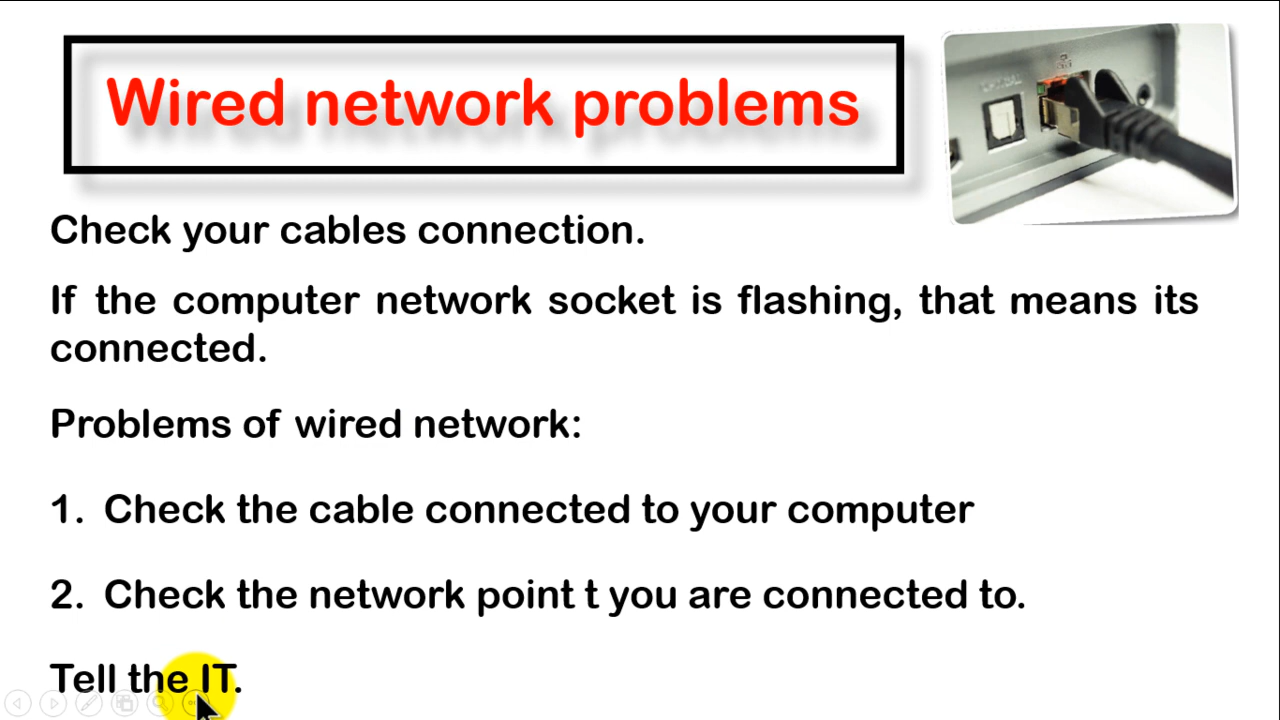 Wired network problems
Check your cables connection.
If the computer network socket is flashing, that means its
connected.
Problems of wired network:
1. Check the cable connected to your computer
2. Check the network point t you are connected to.
Tell the IT.